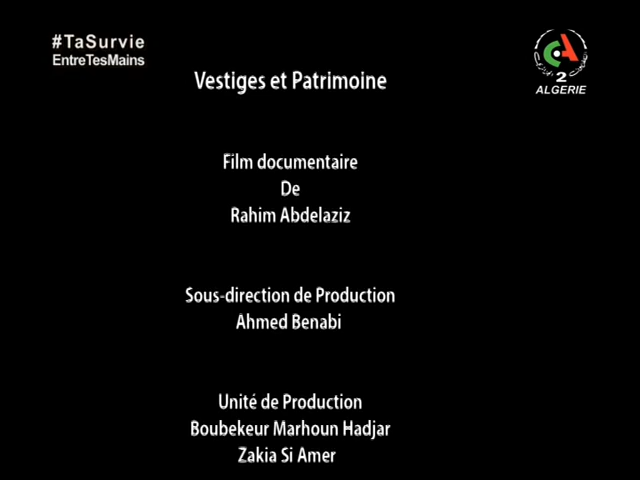 #TaSurvie
EntreTesMains
Vestiges et Patrimoine
2
ALGERIE
Film documentaire
De
Rahim Abdelaziz
Sous-direction de Production
Ahmed Benabi
Unité de Production
Boubekeur Marhoun Hadjar
Zakia Si Amer